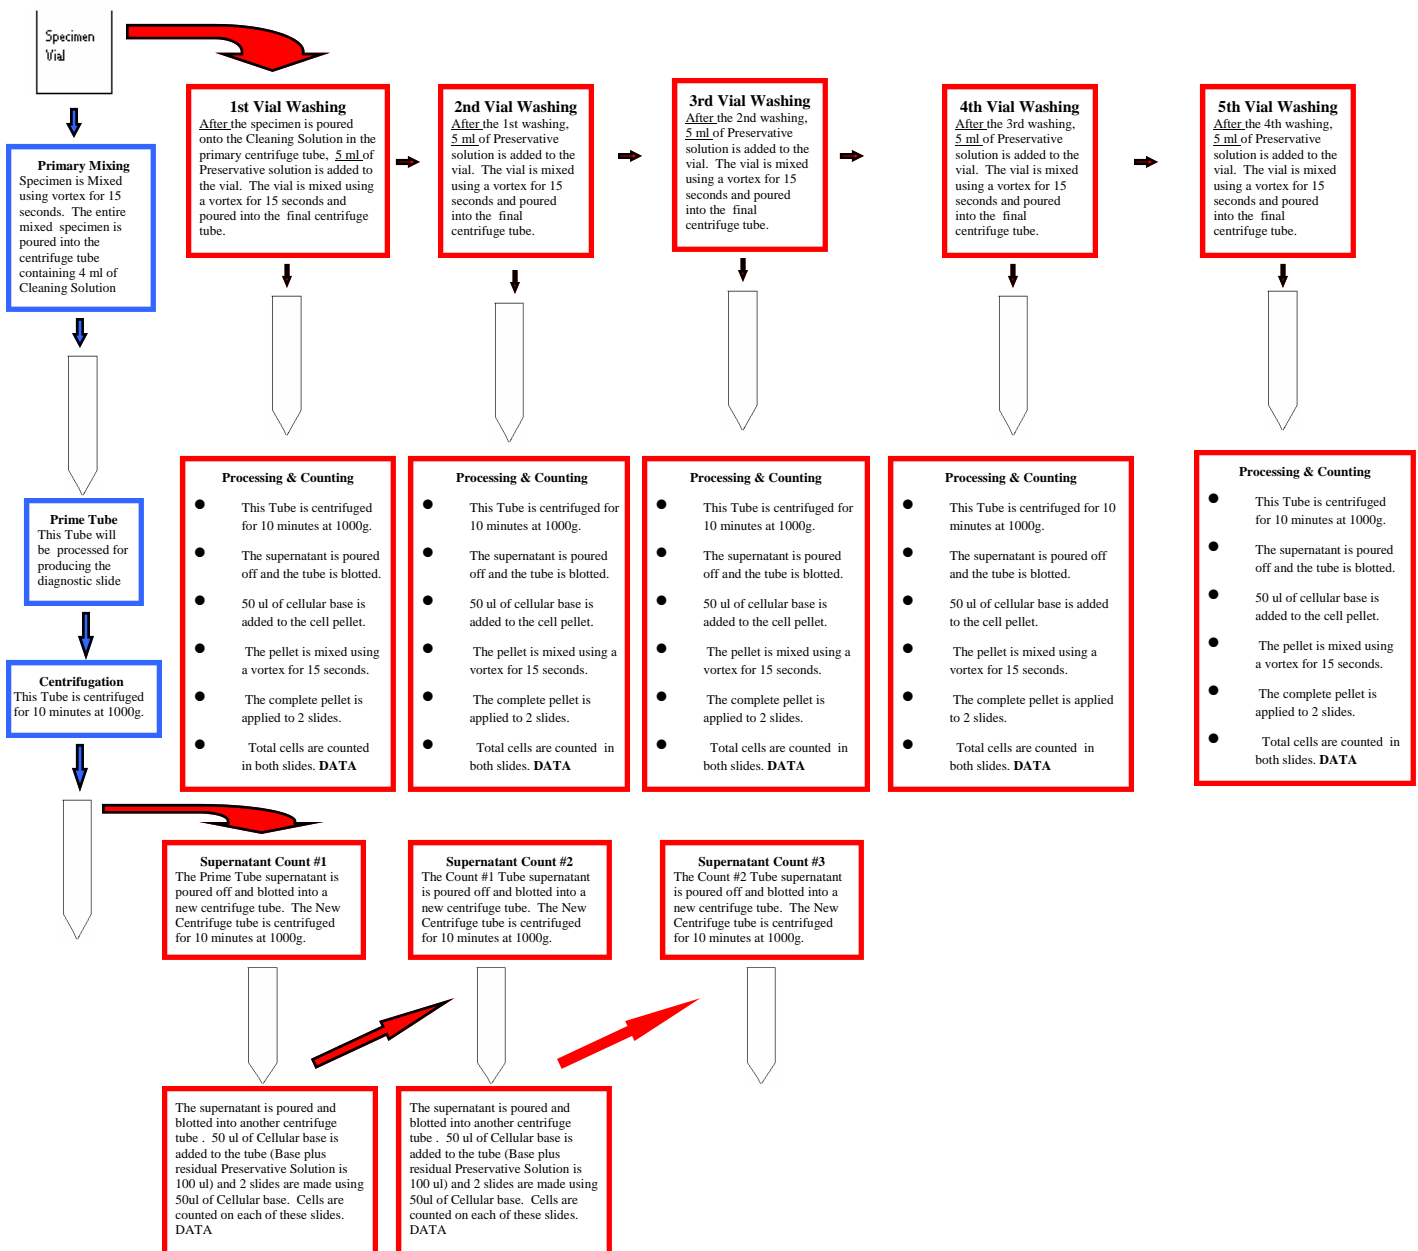 Specimen
Vial
Primary Mixing
Specimen is Mixed
using vortex for 15
seconds. The entire
mixed specimen is
poured into the
centrifuge tube
containing 4 ml of
Cleaning Solution
Prime Tube
This Tube will
be processed for
producing the
diagnostic slide
Centrifugation
This Tube is centrifuged
for 10 minutes at 1000g.
1st Vial Washing
After the specimen is poured
onto the Cleaning Solution in the
primary centrifuge tube, 5 ml of
Preservative solution is added to
the vial. The vial is mixed using
a vortex for 15 seconds and
poured into the final centrifuge
tube.
2nd Vial Washing
After the 1st washing,
5 ml of Preservative
solution is added to the
vial. The vial is mixed
using a vortex for 15
seconds and poured
into the final
centrifuge tube.
3rd Vial Washing
After the 2nd washing,
5 ml of Preservative
solution is added to the
vial. The vial is mixed
using a vortex for 15
seconds and poured
into the final
centrifuge tube.
4th Vial Washing
After the 3rd washing,
5 ml of Preservative
solution is added to the
vial. The vial is mixed
using a vortex for 15
seconds and poured
into the final
centrifuge tube.
5th Vial Washing
After the 4th washing,
5 ml of Preservative
solution is added to the
vial. The vial is mixed
using a vortex for 15
seconds and poured
into the final
centrifuge tube.
Processing & Counting
● This Tube is centrifuged
for 10 minutes at 1000g.
● The supernatant is poured
off and the tube is blotted.
● 50 ul of cellular base is
added to the cell pellet.
● The pellet is mixed using
a vortex for 15 seconds.
● The complete pellet is
applied to 2 slides.
● Total cells are counted
in both slides. DATA
Processing & Counting
● This Tube is centrifuged for
10 minutes at 1000g.
● The supernatant is poured
off and the tube is blotted.
● 50 ul of cellular base is
added to the cell pellet.
● The pellet is mixed using a
vortex for 15 seconds.
● The complete pellet is
applied to 2 slides.
● Total cells are counted in
both slides. DATA
Processing & Counting
● This Tube is centrifuged for
10 minutes at 1000g.
● The supernatant is poured
off and the tube is blotted.
● 50 ul of cellular base is
added to the cell pellet.
● The pellet is mixed using a
vortex for 15 seconds.
● The complete pellet is
applied to 2 slides.
● Total cells are counted in
both slides. DATA
Processing & Counting
● This Tube is centrifuged for 10
minutes at 1000g.
● The supernatant is poured off
and the tube is blotted.
● 50 ul of cellular base is added
to the cell pellet.
● The pellet is mixed using a
vortex for 15 seconds.
● The complete pellet is applied
to 2 slides.
● Total cells are counted in
both slides. DATA
Processing & Counting
● This Tube is centrifuged
for 10 minutes at 1000g.
● The supernatant is poured
off and the tube is blotted.
● 50 ul of cellular base is
added to the cell pellet.
● The pellet is mixed using
a vortex for 15 seconds.
● The complete pellet is
applied to 2 slides.
● Total cells are counted in
both slides. DATA
Supernatant Count #1
The Prime Tube supernatant is
poured off and blotted into a
new centrifuge tube. The New
Centrifuge tube is centrifuged
for 10 minutes at 1000g.
Supernatant Count #2
The Count #1 Tube supernatant
is poured off and blotted into a
new centrifuge tube. The New
Centrifuge tube is centrifuged
for 10 minutes at 1000g.
Supernatant Count #3
The Count #2 Tube supernatant
is poured off and blotted into a
new centrifuge tube. The New
Centrifuge tube is centrifuged
for 10 minutes at 1000g.
The supernatant is poured and
blotted into another centrifuge
tube . 50 ul of Cellular base is
added to the tube (Base plus
residual Preservative Solution is
100 ul) and 2 slides are made using
50ul of Cellular base. Cells are
counted on each of these slides.
DATA
The supernatant is poured and
blotted into another centrifuge
tube . 50 ul of Cellular base is
added to the tube (Base plus
residual Preservative Solution is
100 ul) and 2 slides are made using
50ul of Cellular base. Cells are
counted on each of these slides.
DATA